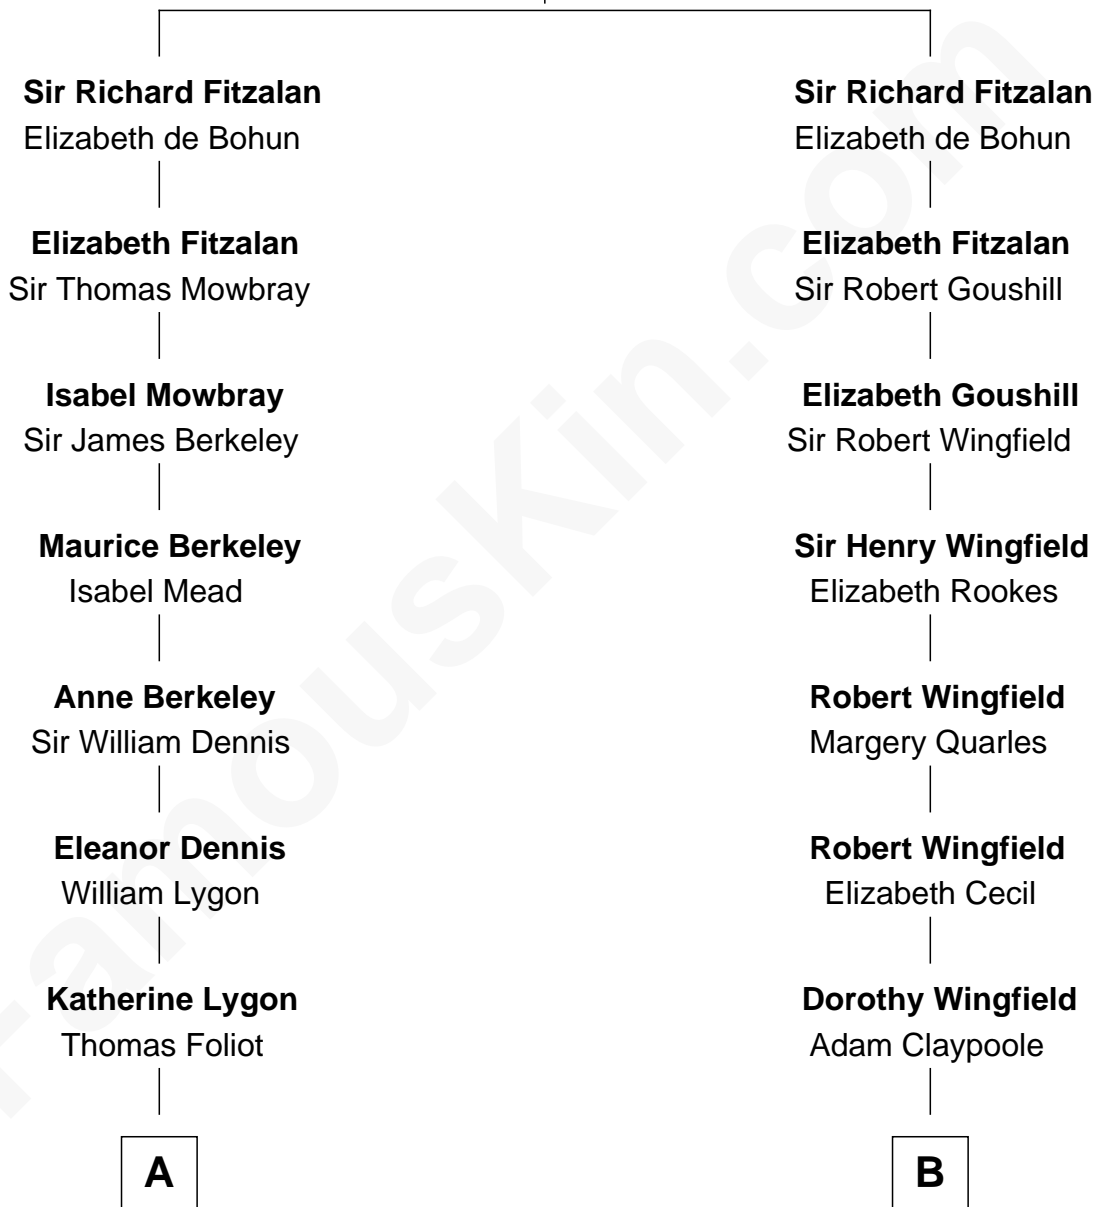 Sir Richard Fitzalan
Elizabeth de Bohun
Elizabeth Fitzalan
Sir Thomas Mowbray
Isabel Mowbray
Sir James Berkeley
Maurice Berkeley
Isabel Mead
Anne Berkeley
Sir William Dennis
Eleanor Dennis
William Lygon
Katherine Lygon
Thomas Foliot
A
Sir Richard Fitzalan
Elizabeth de Bohun
Elizabeth Fitzalan
Sir Robert Goushill
Elizabeth Goushill
Sir Robert Wingfield
Sir Henry Wingfield
Elizabeth Rookes
Robert Wingfield
Margery Quarles
Robert Wingfield
Elizabeth Cecil
Dorothy Wingfield
Adam Claypoole
B
FamousKin.com